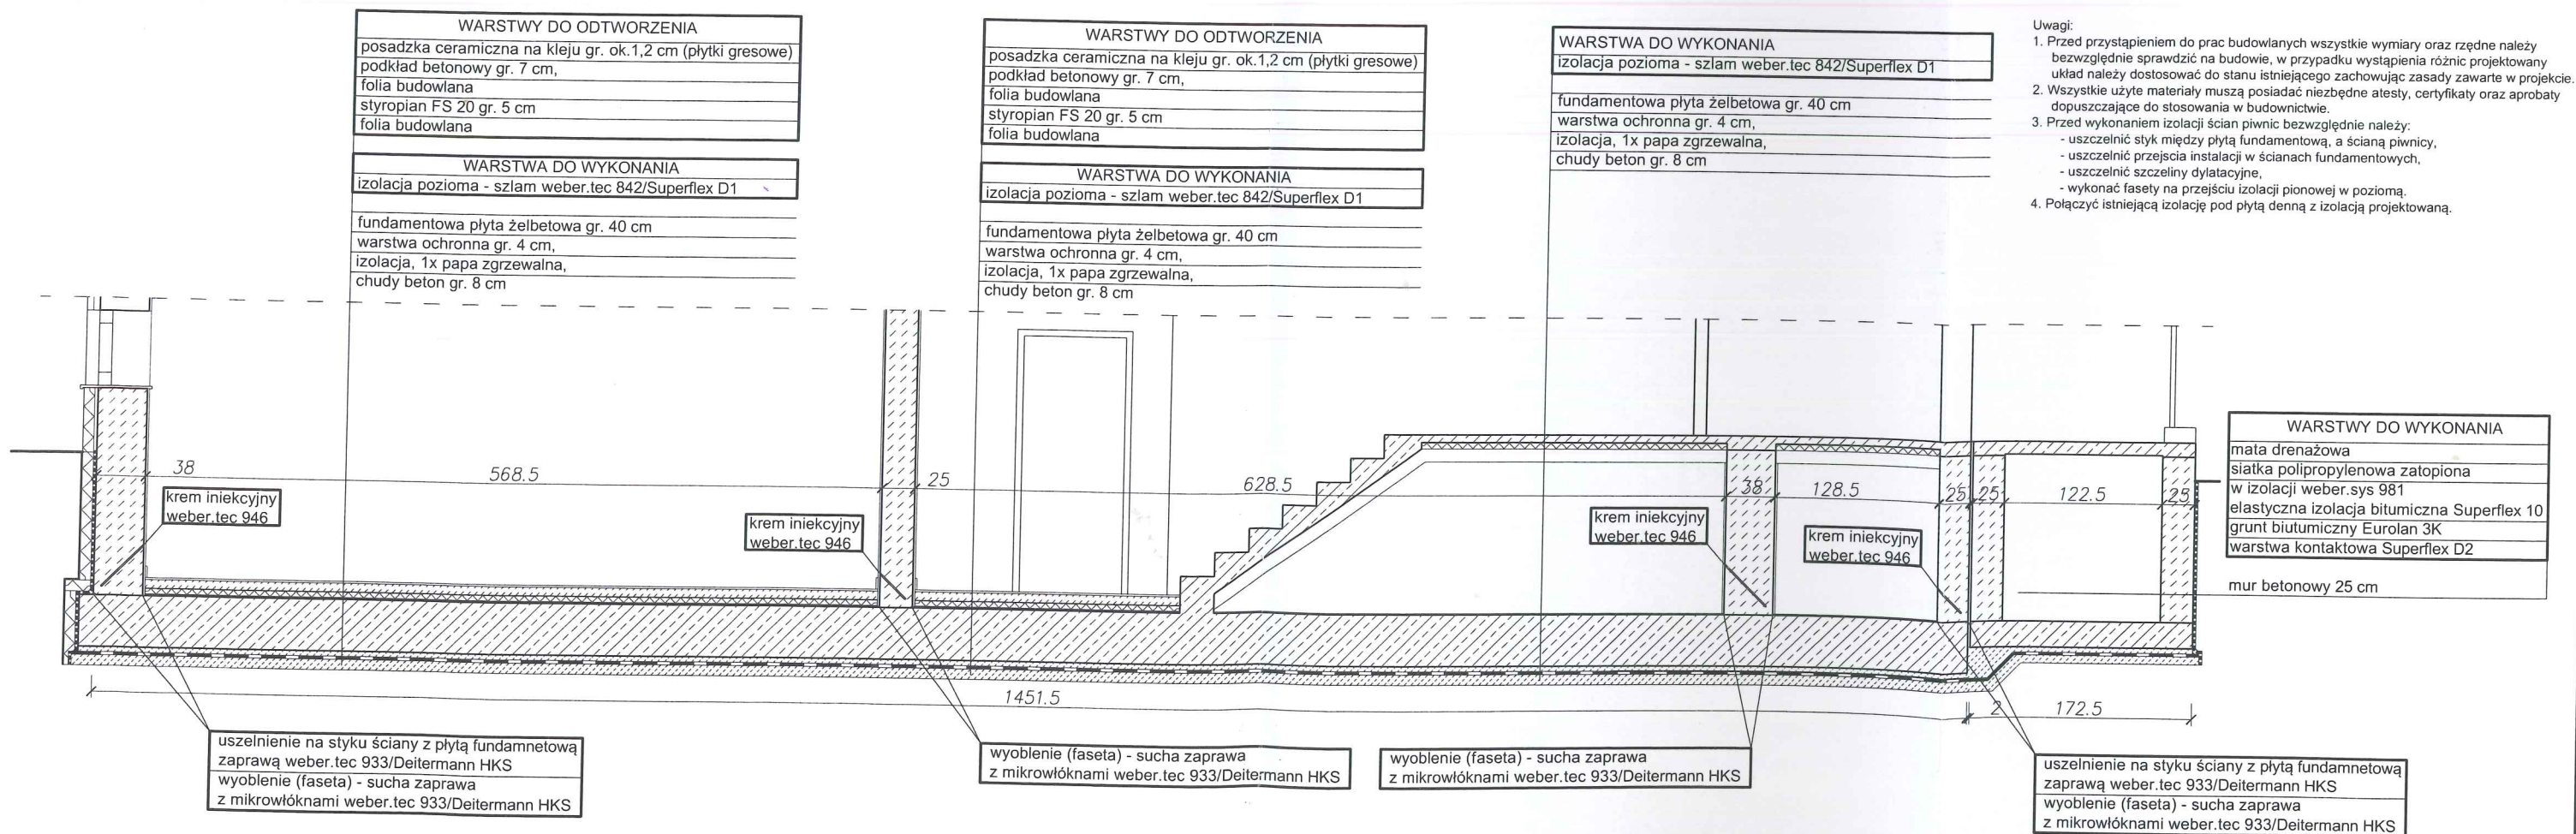 WARSTWY DO ODTWORZENIA
posadzka ceramiczna na kleju gr. ok.1,2 cm (płytki gresowe)
podkład betonowy gr. 7 cm,
folia budowlana
styropian FS 20 gr. 5 cm
folia budowlana
WARSTWA DO WYKONANIA
izolacja pozioma - szlam weber.tec 842/Superflex D1
fundamentowa płyta żelbetowa gr. 40 cm
warstwa ochronna gr. 4 cm,
izolacja, 1x papa zgrzewalna,
chudy beton gr. 8 cm
WARSTWY DO ODTWORZENIA
posadzka ceramiczna na kleju gr. ok.1,2 cm (płytki gresowe)
podkład betonowy gr. 7 cm,
folia budowlana
styropian FS 20 gr. 5 cm
folia budowlana
WARSTWA DO WYKONANIA
izolacja pozioma - szlam weber.tec 842/Superflex D1
fundamentowa płyta żelbetowa gr. 40 cm
warstwa ochronna gr. 4 cm,
izolacja, 1x papa zgrzewalna,
chudy beton gr. 8 cm
WARSTWA DO WYKONANIA
izolacja pozioma - szlam weber.tec 842/Superflex D1
fundamentowa płyta żelbetowa gr. 40 cm
warstwa ochronna gr. 4 cm,
izolacja, 1x papa zgrzewalna,
chudy beton gr. 8 cm
Uwagi:
1. Przed przystąpieniem do prac budowlanych wszystkie wymiary oraz rzędne należy
bezwzględnie sprawdzić na budowie, w przypadku wystąpienia różnic projektowany
układ należy dostosować do stanu istniejącego zachowując zasady zawarte w projekcie.
2. Wszystkie użyte materiały muszą posiadać niezbędne atesty, certyfikaty oraz aprobaty
dopuszczające do stosowania w budownictwie.
3. Przed wykonaniem izolacji ścian piwnic bezwzględnie należy:
- uszczelnić styk między płytą fundamentową, a ścianą piwnicy,
- uszczelnić przejscia instalacji w ścianach fundamentowych,
- uszczelnić szczeliny dylatacyjne,
- wykonać fasety na przejściu izolacji pionowej w poziomą.
4. Połączyć istniejącą izolację pod płytą denną z izolacją projektowaną.
38
568.5
25
628.5
38
128.5
25
25
122.5
25
krem iniekcyjny
weber.tec 946
krem iniekcyjny
weber.tec 946
krem iniekcyjny
weber.tec 946
krem iniekcyjny
weber.tec 946
WARSTWY DO WYKONANIA
mata drenażowa
siatka polipropylenowa zatopiona
w izolacji weber.sys 981
elastyczna izolacja bitumiczna Superflex 10
grunt biutumiczny Eurolan 3K
warstwa kontaktowa Superflex D2
mur betonowy 25 cm
1451.5
2
172.5
uszelnienie na styku ściany z płytą fundamnetową
zaprawą weber.tec 933/Deitermann HKS
wyoblenie (faseta) - sucha zaprawa
z mikrowłóknami weber.tec 933/Deitermann HKS
wyoblenie (faseta) - sucha zaprawa
z mikrowłóknami weber.tec 933/Deitermann HKS
wyoblenie (faseta) - sucha zaprawa
z mikrowłóknami weber.tec 933/Deitermann HKS
uszelnienie na styku ściany z płytą fundamnetową
zaprawą weber.tec 933/Deitermann HKS
wyoblenie (faseta) - sucha zaprawa
z mikrowłóknami weber.tec 933/Deitermann HKS